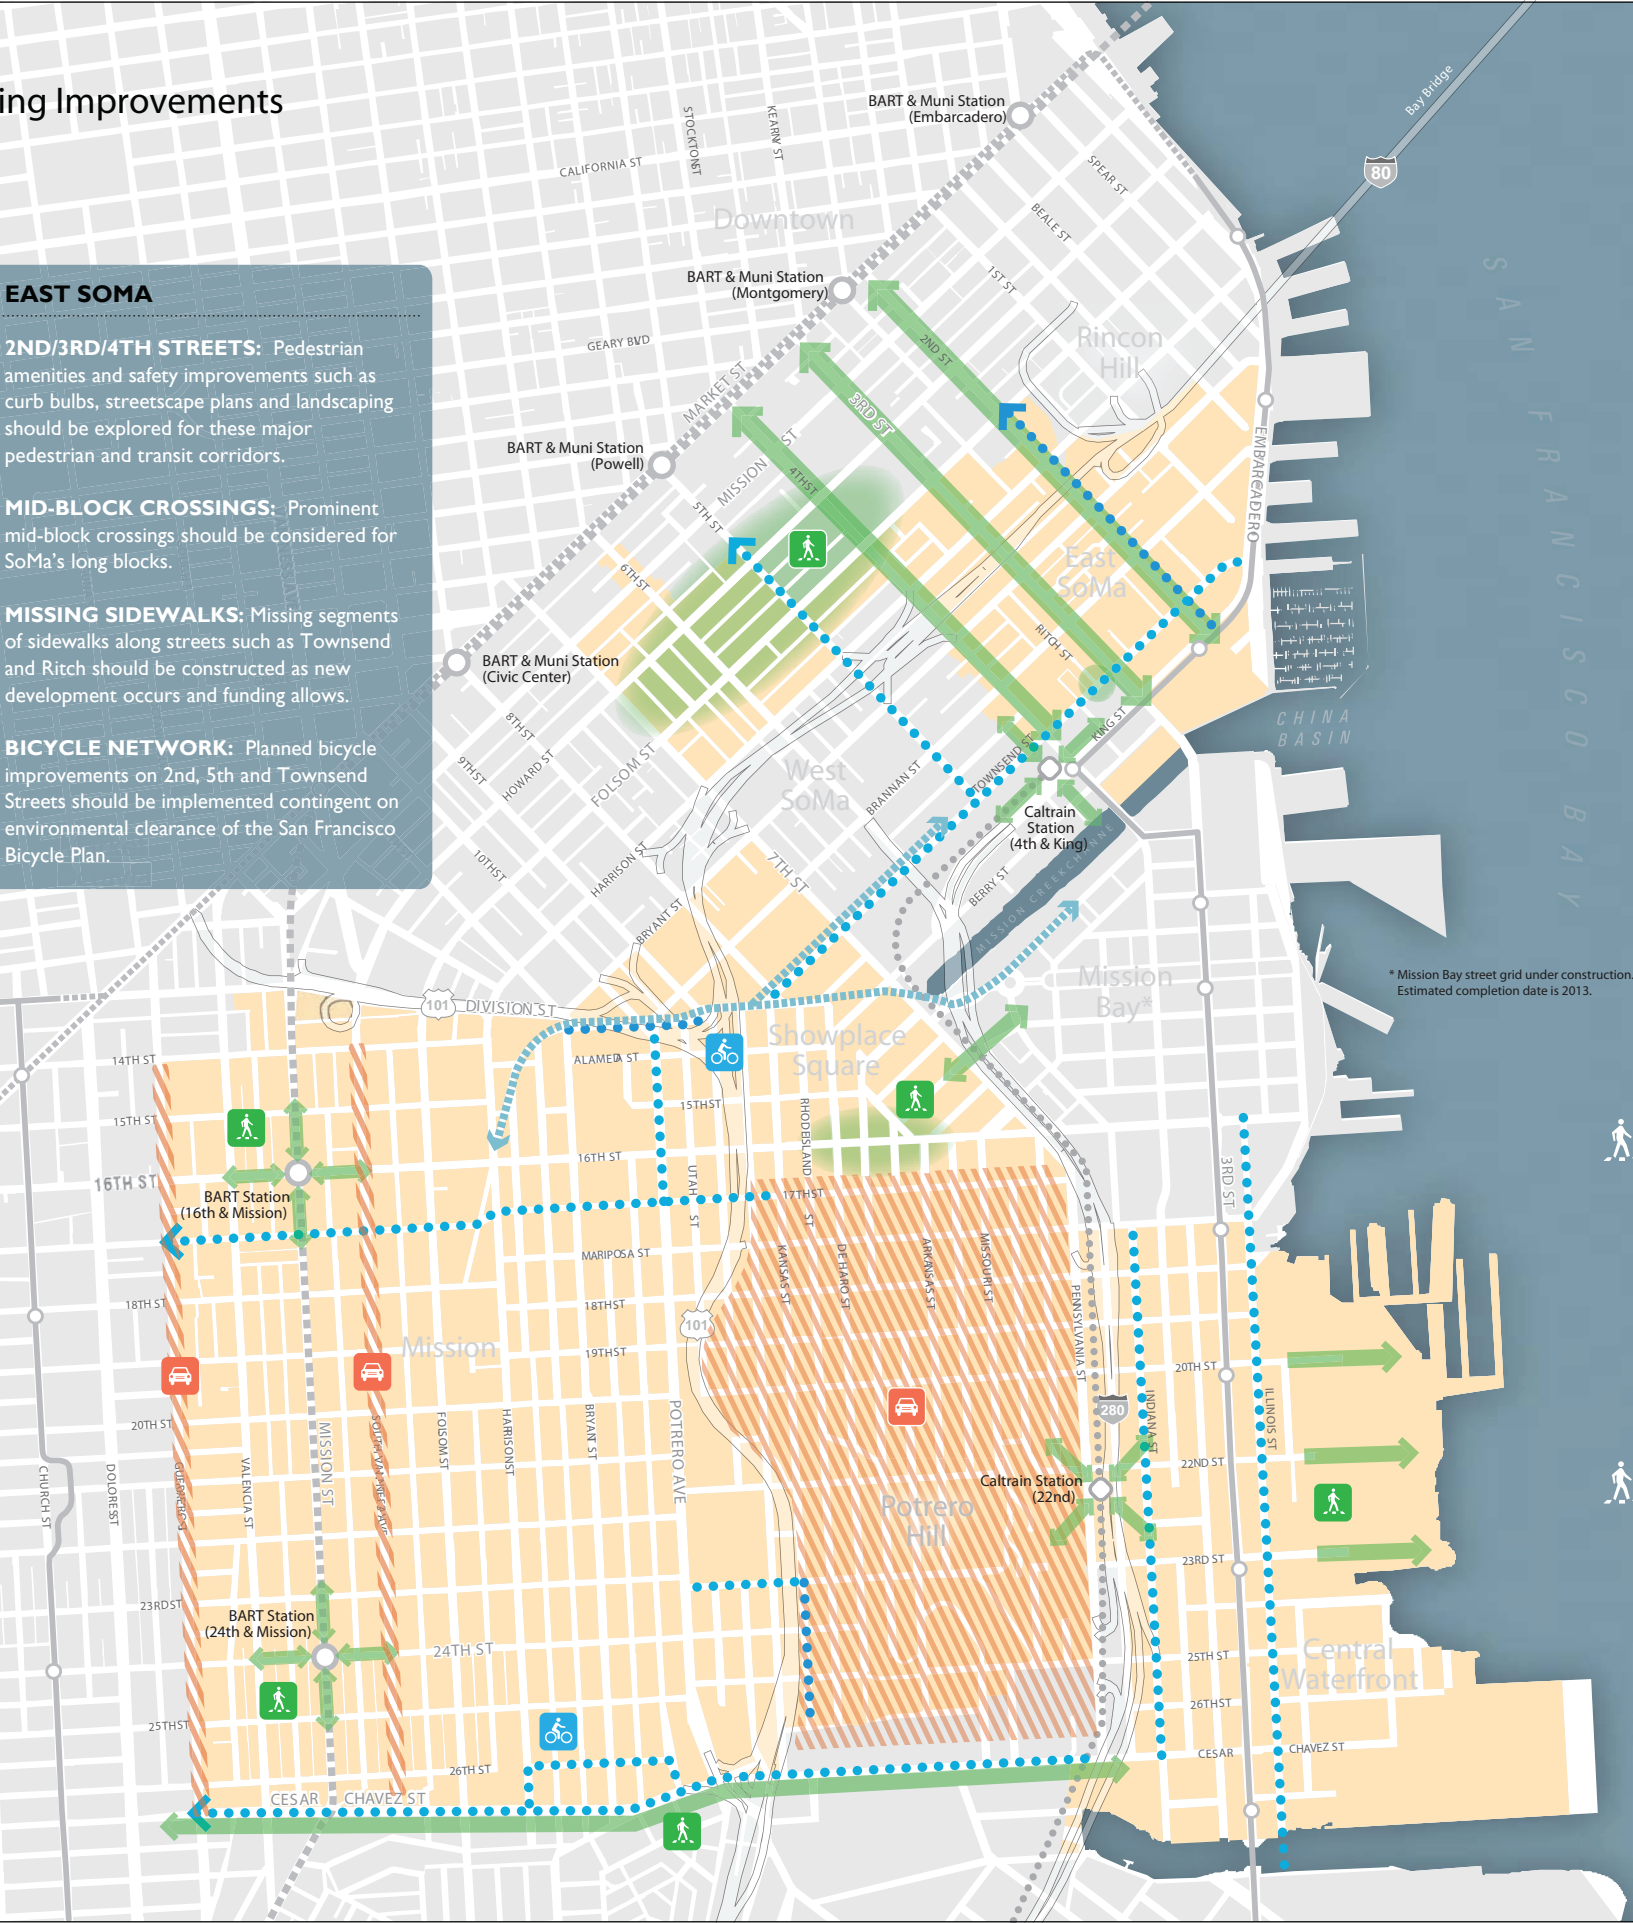 ing Improvements
EAST SOMA
2ND/3RD/4TH STREETS: Pedestrian
amenities and safety improvements such as
curb bulbs, streetscape plans and landscaping
should be explored for these major
pedestrian and transit corridors.
MID-BLOCK CROSSINGS: Prominent
mid-block crossings should be considered for
SoMa's long blocks.
MISSING SIDEWALKS: Missing segments
of sidewalks along streets such as Townsend
and Ritch should be constructed as new
development occurs and funding allows.
BICYCLE NETWORK: Planned bicycle
improvements on 2nd, 5th and Townsend
Streets should be implemented contingent on
environmental clearance of the San Francisco
Bicycle Plan.
BART & Muni Station
(Embarcadero)
Bay Bridge
80
STOCKTON ST
KEARNY ST
CALIFORNIA ST
SPEAR ST
BEALE ST
1ST ST
Downtown
BART & Muni Station
(Montgomery)
GEARY BVD
MARKET ST
2ND ST
3RD ST
4TH ST
Rincon
Hill
SAN FRANCISCO BAY
BART & Muni Station
(Powell)
MISSION ST
5TH ST
6TH ST
EMBARCADERO
East
SoMa
RITCH ST
BART & Muni Station
(Civic Center)
8TH ST
9TH ST
HOWARD ST
FOLSOM ST
10TH ST
HARRISON ST
BRYANT ST
7TH ST
West
SoMa
BRANNAN ST
TOWNSEND ST
KING ST
CHINA
BASIN
Caltrain
Station
(4th & King)
BERRY ST
MISSION CREEK CHANNE
Mission
Bay*
* Mission Bay street grid under construction.
Estimated completion date is 2013.
101
DIVISION ST
Showplace
Square
14TH ST
ALAMEDA ST
15TH ST
15TH ST
RHODE ISLAND ST
16TH ST
16TH ST
UTAH ST
BART Station
(16th & Mission)
17TH ST
3RD ST
MARIPOSA ST
KANSAS ST
DE HARO ST
ARKANSAS ST
MISSOURI ST
PENNSYLVANIA ST
18TH ST
18TH ST
101
Mission
19TH ST
20TH ST
20TH ST
280
INDIANA ST
ILLINOIS ST
CHURCH ST
DOLORES ST
GUERRERO ST
VALENCIA ST
MISSION ST
SOUTH VAN NESS AVE
FOLSOM ST
HARRISON ST
BRYANT ST
POTRERO AVE
Caltrain Station
(22nd)
22ND ST
Potrero
Hill
23RD ST
23RD ST
BART Station
(24th & Mission)
24TH ST
25TH ST
Central
Waterfront
26TH ST
25TH ST
CESAR
CHAVEZ ST
26TH ST
CESAR
CHAVEZ ST